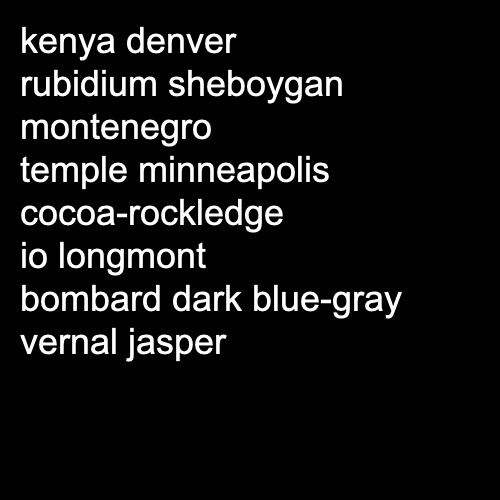 kenya denver
rubidium sheboygan
montenegro
temple minneapolis
cocoa-rockledge
io longmont
bombard dark blue-gray
vernal jasper